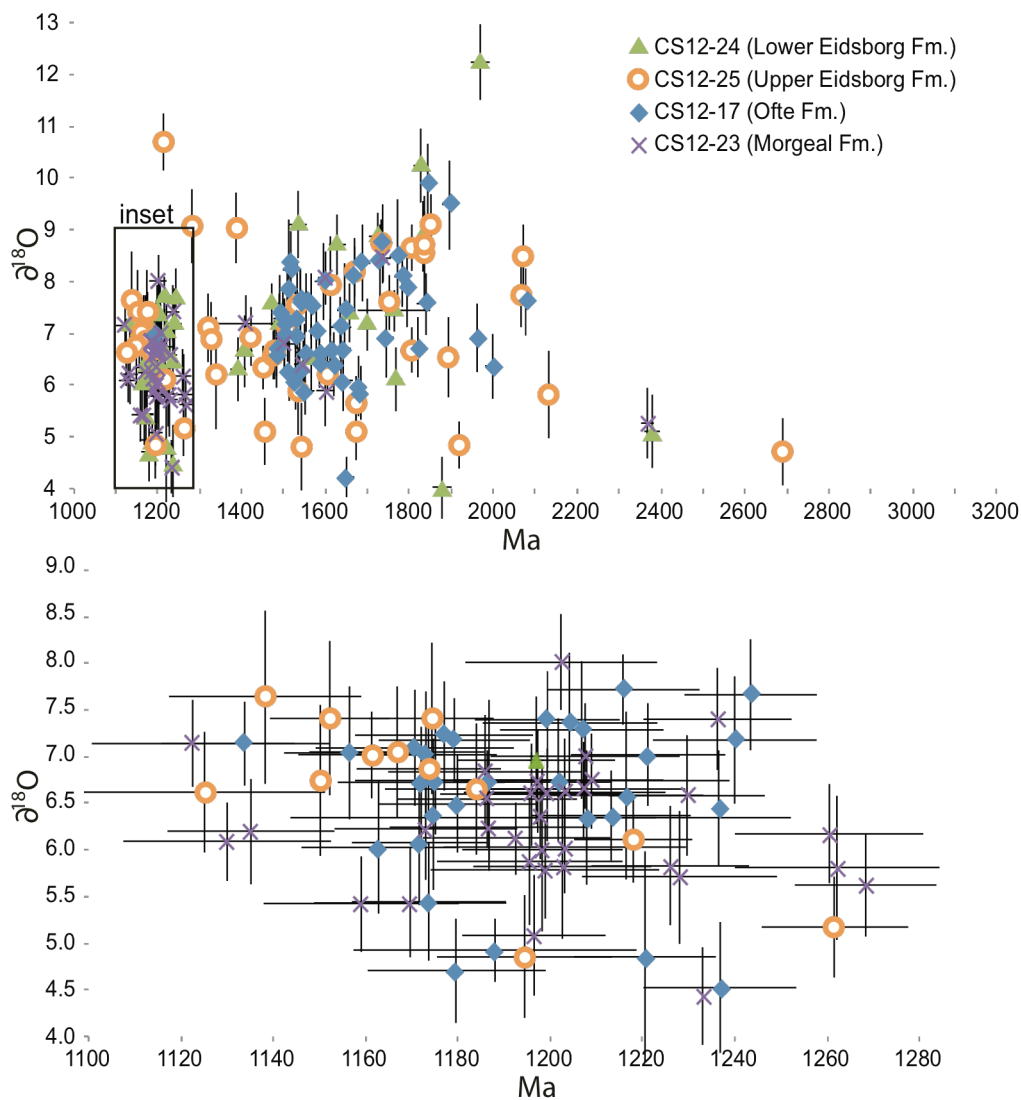 13
12
11
10
9
8
7
6
5
4
∂18O
CS12-24 (Lower Eidsborg Fm.)
CS12-25 (Upper Eidsborg Fm.)
CS12-17 (Ofte Fm.)
CS12-23 (Morgeal Fm.)
inset
1000 1200 1400 1600 1800 2000 2200 2400 2600 2800 3000 3200
Ma
9.0
8.5
8.0
7.5
7.0
6.5
6.0
5.5
5.0
4.5
4.0
∂18O
1100 1120 1140 1160 1180 1200 1220 1240 1260 1280
Ma